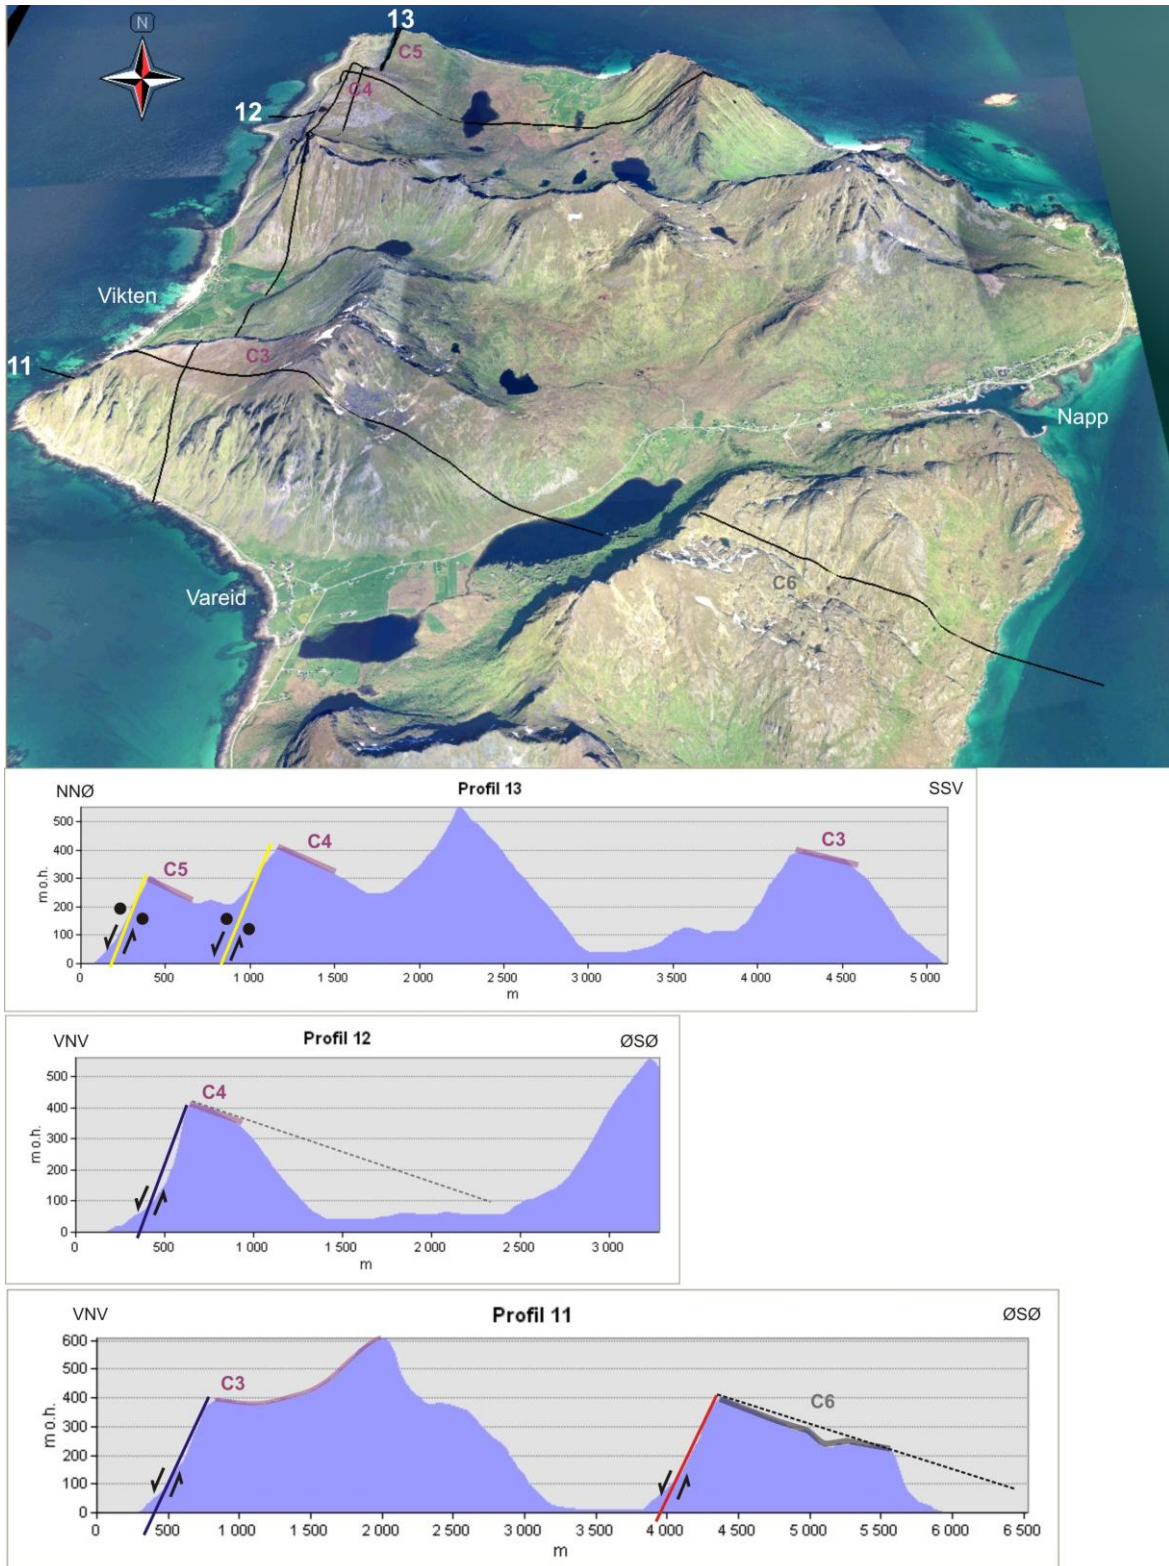 N
13
C5
C4
12
Vikten
C3
11
Napp
C6
Vareid
NNØ
Profil 13
SSV
m o.h.
500
400
300
200
100
0
C5
C4
C3
0
500
1 000
1 500
2 000
2 500
3 000
3 500
4 000
4 500
5 000
m
VNV
Profil 12
ØSØ
m o.h.
500
400
300
200
100
0
C4
0
500
1 000
1 500
2 000
2 500
3 000
m
VNV
Profil 11
ØSØ
m o.h.
600
500
400
300
200
100
0
C3
C6
0
500
1 000
1 500
2 000
2 500
3 000
3 500
4 000
4 500
5 000
5 500
6 000
6 500
m